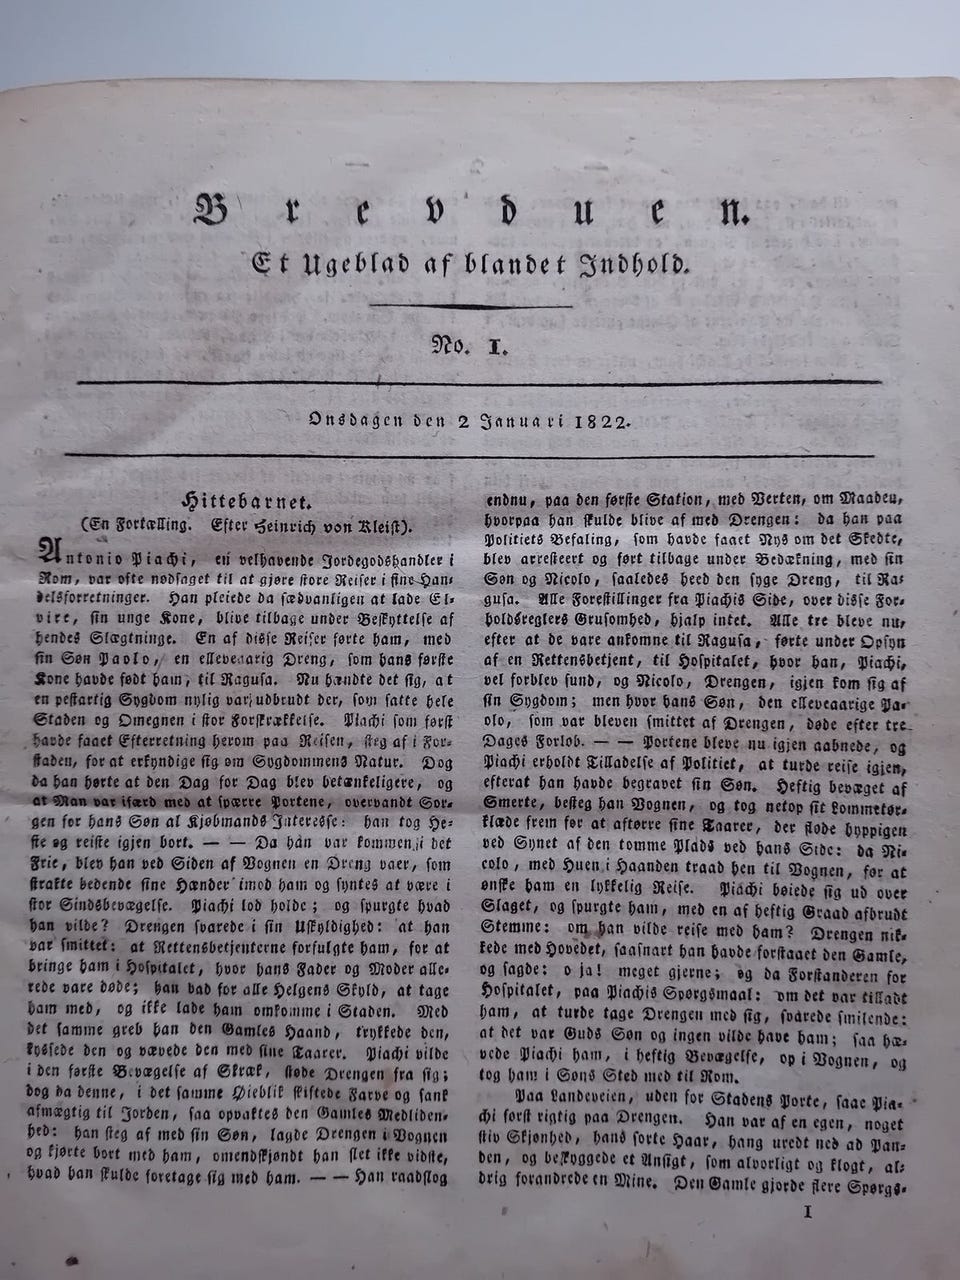 Brevduen.
Et Ugeblad af blandet Indhold.
No. 1.
Onsdagen den 2 Januari 1822.
Hittebarnet.
(En Fortælling. Efter Heinrich von Kleist).
Antonio Piachi, en velhavende Jordegodshandler i
Rom, var ofte nødsaget til at gjøre store Reiser i sine Han-
delsforretninger. Han pleiede da sædvanligen at lade El-
vire, sin unge Kone, blive tilbage under Beskyttelse af
hendes Slægtninge. En af disse Reiser førte ham, med
sin Søn Paolo, en elleveaarig Dreng, som hans første
Kone havde født ham, til Ragusa. Nu hændte det sig, at
en pestartig Sygdom nylig var udbrudt der, som satte hele
Staden og Omegnen i stor Forskrækkelse. Piachi som først
havde faaet Efterretning herom paa Reisen, steg af i For-
staden, for at erkyndige sig om Sygdommens Natur. Dog
da han hørte at den Dag for Dag blev betænkeligere, og
at Man var ifærd med at spærre Portene, overvandt Sor-
gen for hans Søn al Kjøbmands Interesse: han tog He-
ste og reiste igjen bort. — — Da han var kommen i det
Frie, blev han ved Siden af Vognen en Dreng vaer, som
strakte bedende sine Hænder imod ham og syntes at være i
stor Sindsbevægelse. Piachi lod holde; og spurgte hvad
han vilde? Drengen svarede i sin Uskyldighed: at han
var smittet: at Rettensbetjenterne forfulgte ham, for at
bringe ham i Hospitalet, hvor hans Fader og Moder alle-
rede vare døde; han bad for alle Helgens Skyld, at tage
ham med, og ikke lade ham omkomme i Staden. Med
det samme greb han den Gamles Haand, trykkede den,
kyssede den og vævede den med sine Taarer. Piachi vilde
i den første Bevægelse af Skræk, støde Drengen fra sig;
dog da denne, i det samme Øieblik skiftede Farve og sank
afmægtig til Jorden, saa opvaktes den Gamles Medliden-
hed: han steg af med sin Søn, lagde Drengen i Vognen
og kjørte bort med ham, omendskjøndt han slet ikke vidste,
hvad han skulde foretage sig med ham. — — Han raadslog
endnu, paa den første Station, med Verten, om Maaden,
hvorpaa han skulde blive af med Drengen: da han paa
Politiets Befaling, som havde faaet Nys om det Skedte,
blev arresteert og ført tilbage under Bedækning, med sin
Søn og Nicolo, saaledes heed den syge Dreng, til Ra-
gusa. Alle Forestillinger fra Piachis Side, over disse For-
holdsreglers Grusomhed, hjalp intet. Alle tre bleve nu,
efter at de vare ankomne til Ragusa, førte under Opsyn
af en Rettensbetjent, til Hospitalet, hvor han, Piachi,
vel forblev sund, og Nicolo, Drengen, igjen kom sig af
sin Sygdom; men hvor hans Søn, den elleveaarige Pa-
olo, som var bleven smittet af Drengen, døde efter tre
Dages Forløb. — — Portene bleve nu igjen aabnede, og
Piachi erholdt Tilladelse af Politiet, at turde reise igjen,
efterat han havde begravet sin Søn. Heftig bevæget af
Smerte, besteg han Vognen, og tog netop sit Lommetør-
klæde frem for at aftørre sine Taarer, der fløde hyppigen
ved Synet af den tomme Plads ved hans Side: da Ni-
colo, med Huen i Haanden traad hen til Vognen, for at
ønske ham en lykkelig Reise. Piachi bøiede sig ud over
Slaget, og spurgte ham, med en af heftig Graad afbrudt
Stemme: om han vilde reise med ham? Drengen nik-
kede med Hovedet, saasnart han havde forstaaet den Gamle,
og sagde: o ja! meget gjerne; og da Forstanderen for
Hospitalet, paa Piachis Spørgsmaal: om det var tilladt
ham, at turde tage Drengen med sig, svarede smilende:
at det var Guds Søn og ingen vilde have ham; saa hæ-
vede Piachi ham, i heftig Bevægelse, op i Vognen, og
tog ham i Søns Sted med til Rom.
Paa Landeveien, uden for Stadens Porte, saae Pia-
chi først rigtig paa Drengen. Han var af en egen, noget
stiv Skjønhed, hans sorte Haar, hang uredt ned ad Pan-
den, og beskyggede et Ansigt, som alvorligt og klogt, al-
drig forandrede en Mine. Den Gamle gjorde flere Spørgs-
1